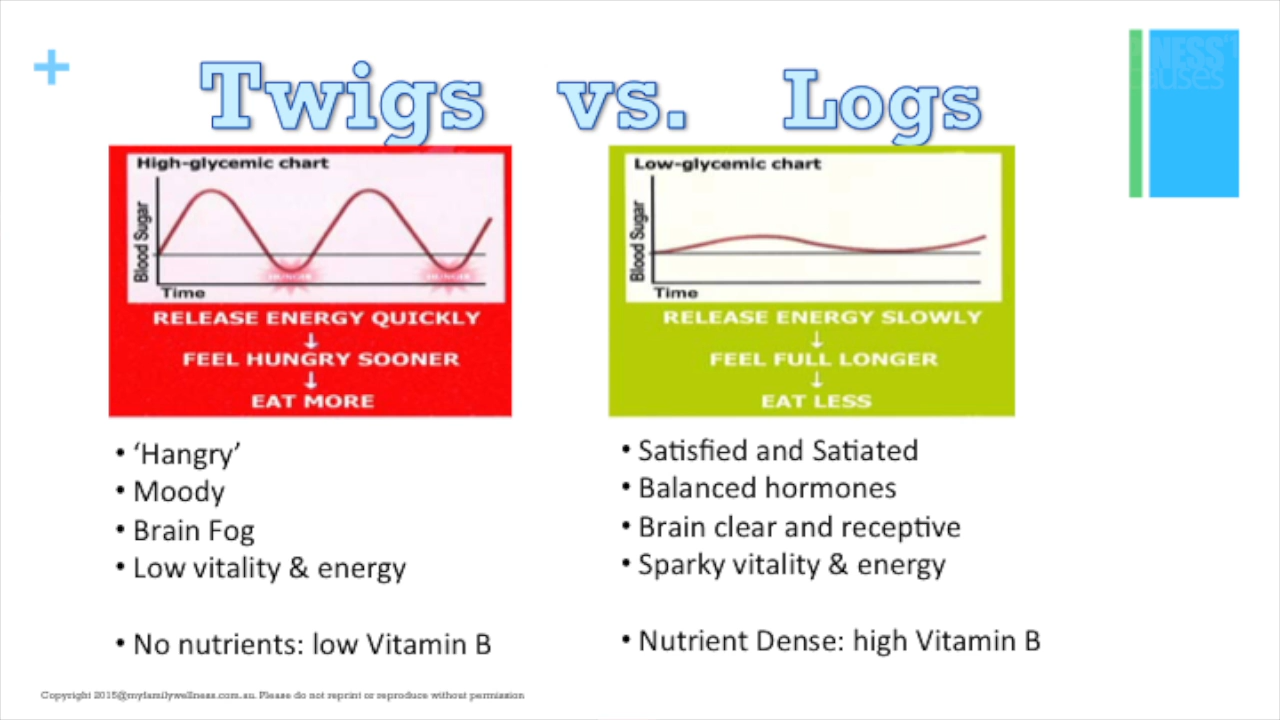 +
Twigs vs. Logs
NESS
auses
High-glycemic chart
Blood Sugar
HUNGER
HUNGER
Time
RELEASE ENERGY QUICKLY
↓
FEEL HUNGRY SOONER
↓
EAT MORE
• ‘Hangry’
• Moody
• Brain Fog
• Low vitality & energy
• No nutrients: low Vitamin B
Low-glycemic chart
Blood Sugar
Time
RELEASE ENERGY SLOWLY
↓
FEEL FULL LONGER
↓
EAT LESS
• Satisfied and Satiated
• Balanced hormones
• Brain clear and receptive
• Sparky vitality & energy
• Nutrient Dense: high Vitamin B
Copyright 2015@myfamilywellness.com.au. Please do not reprint or reproduce without permission